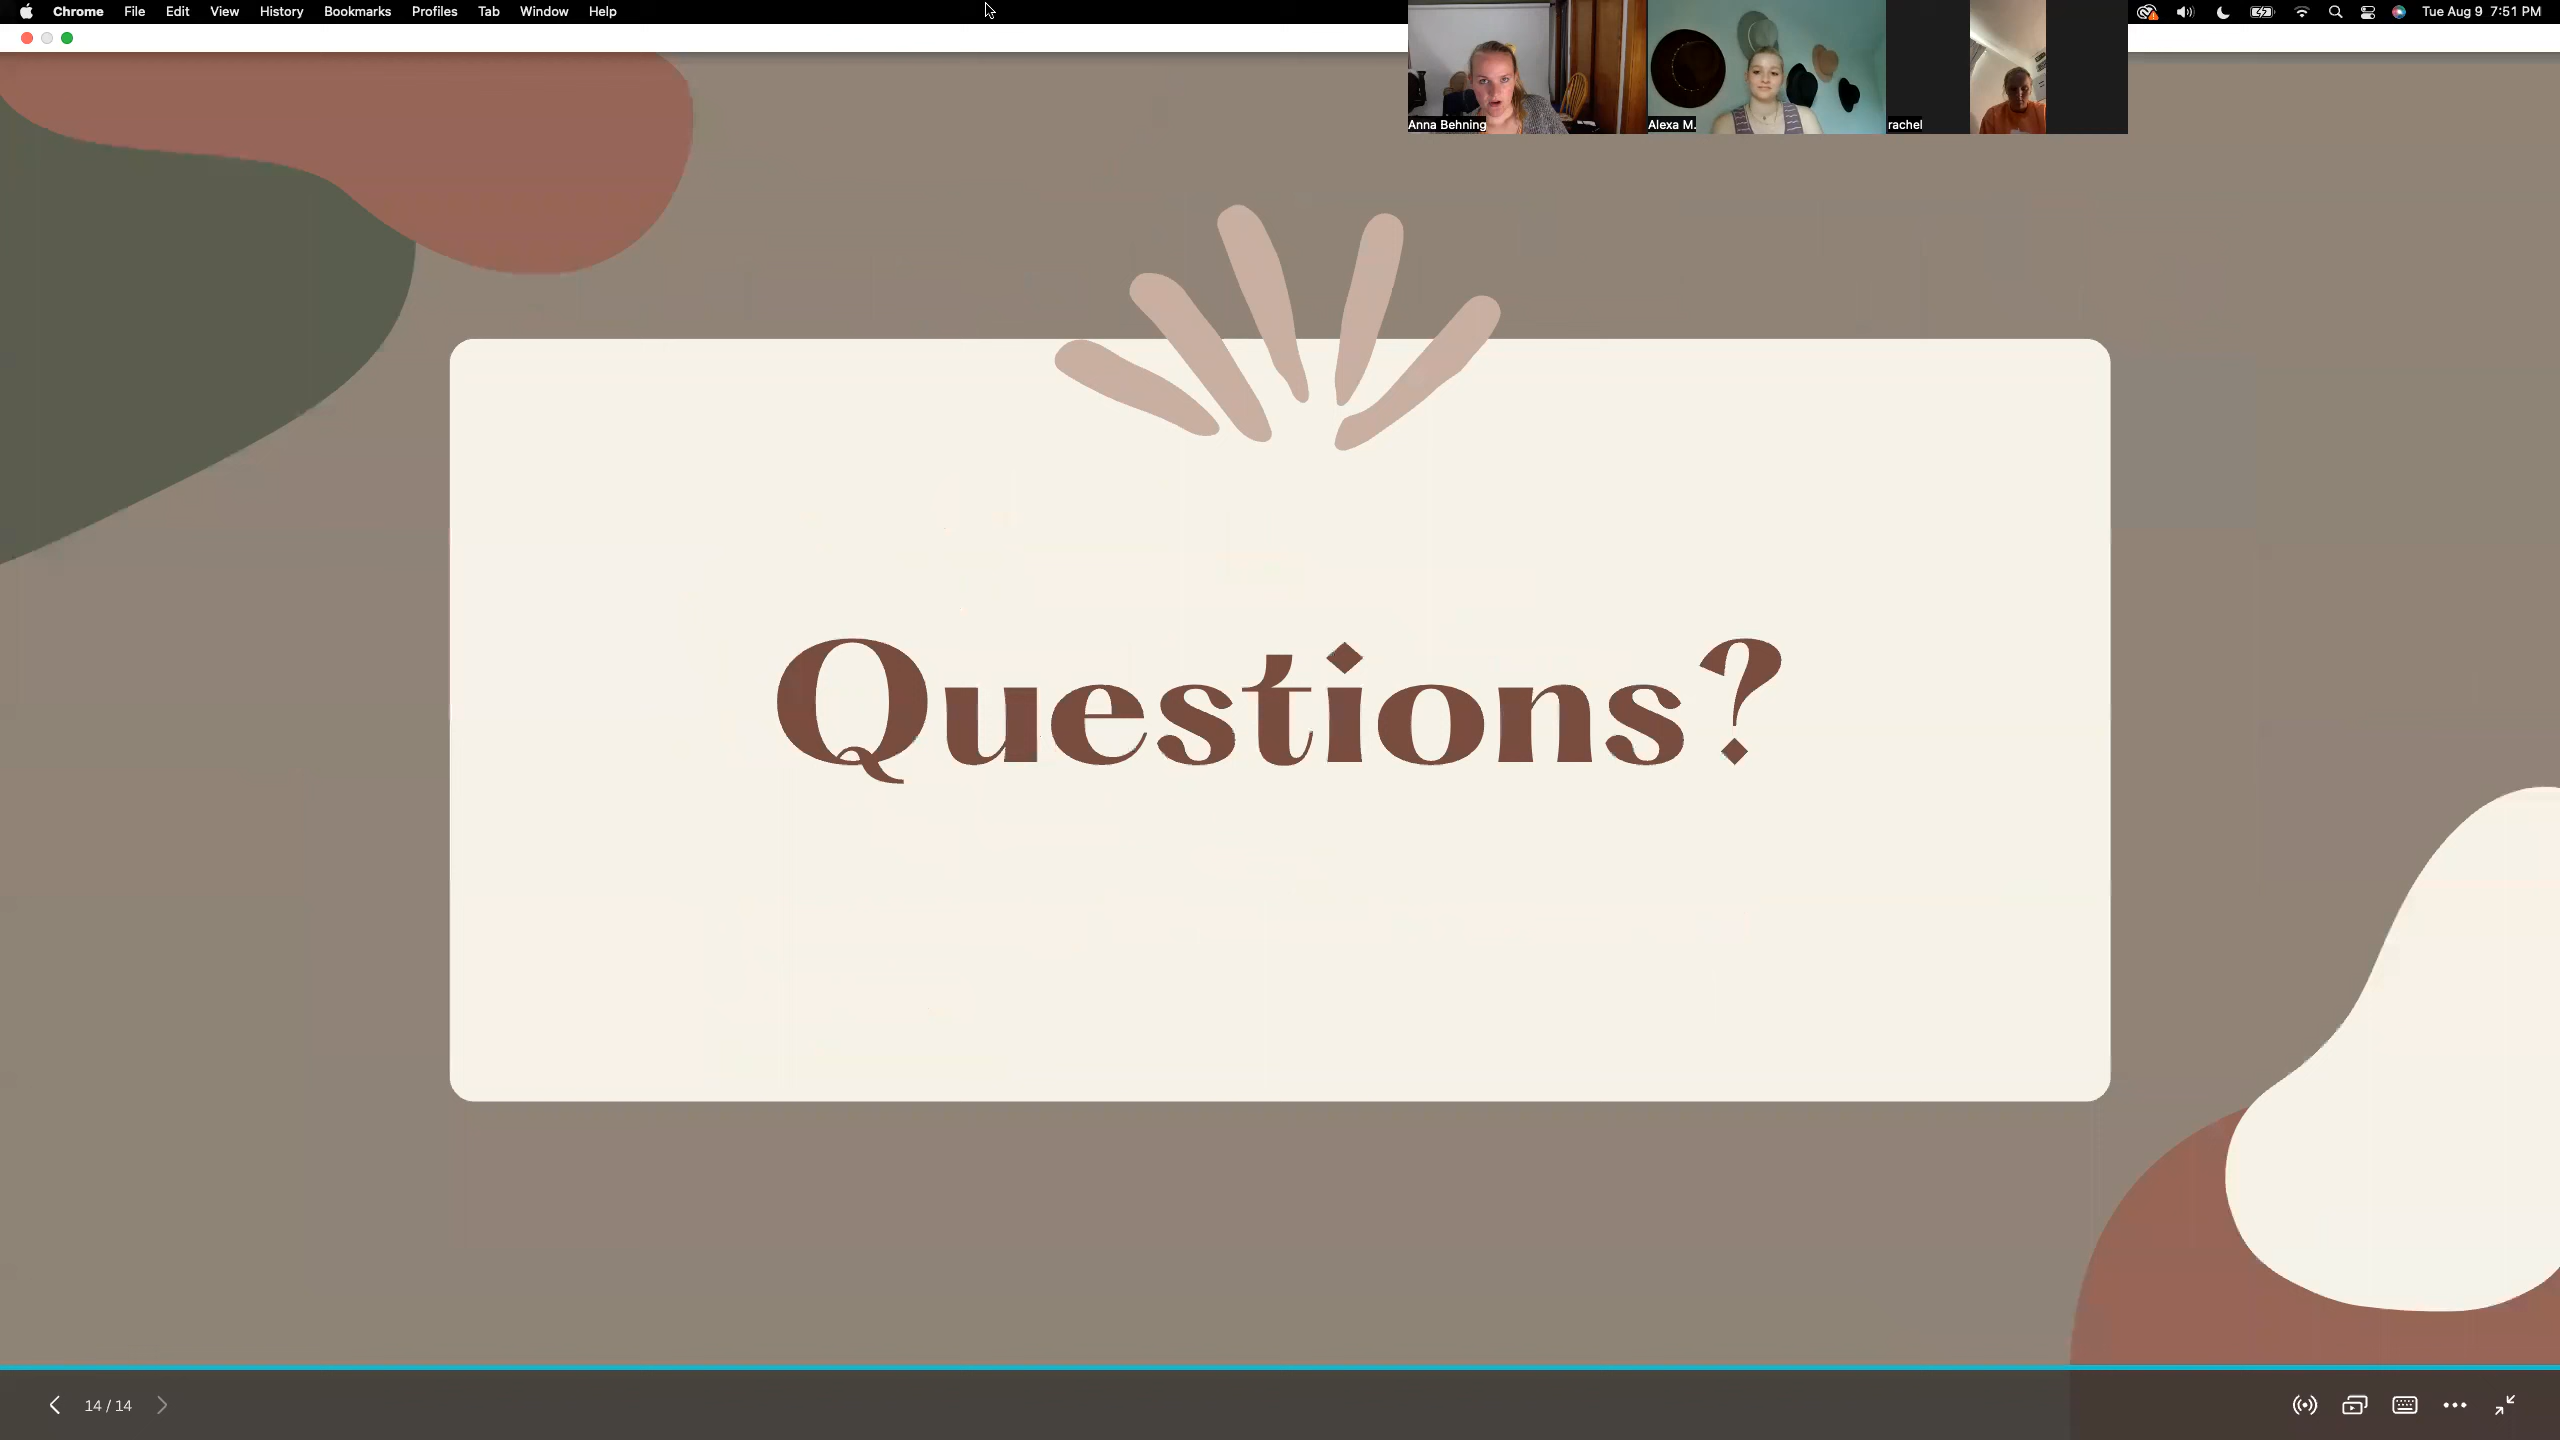 Chrome File Edit View History Bookmarks Profiles Tab Window Help Tue Aug 9 7:51 PM
Anna Behning Alexa M. rachel
Questions?
14 / 14